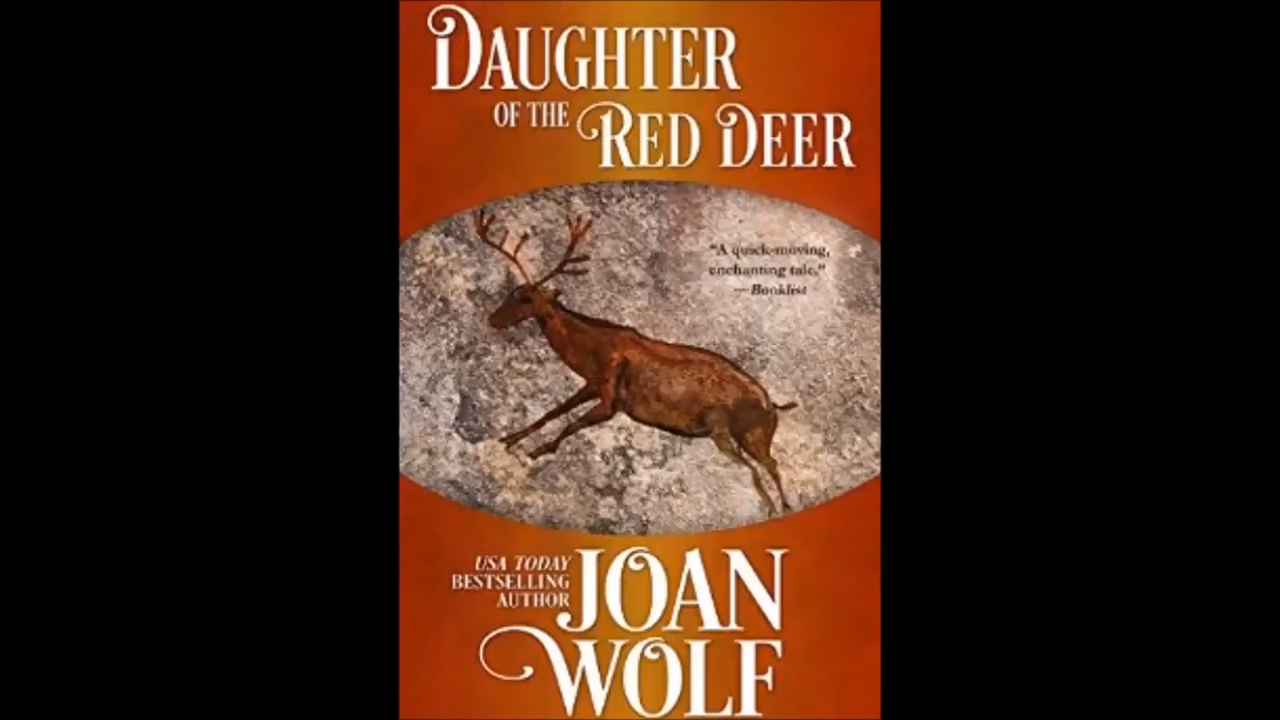 DAUGHTER
OF THE
RED DEER
"A quick-moving,
enchanting tale."
—Booklist
USA TODAY
BESTSELLING
AUTHOR
JOAN
WOLF